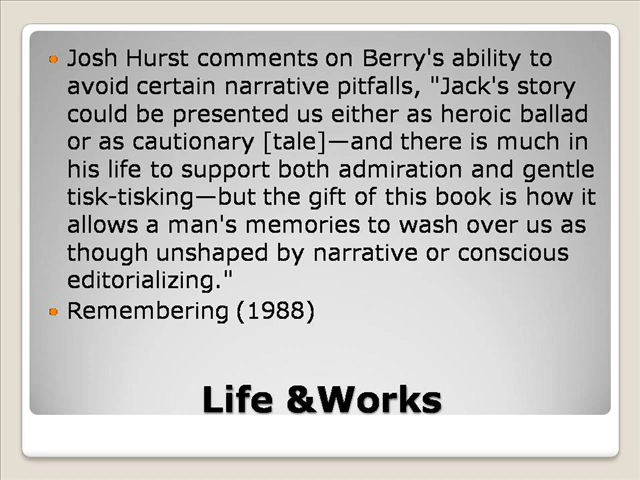 Josh Hurst comments on Berry's ability to
avoid certain narrative pitfalls, "Jack's story
could be presented us either as heroic ballad
or as cautionary [tale]—and there is much in
his life to support both admiration and gentle
tisk-tisking—but the gift of this book is how it
allows a man's memories to wash over us as
though unshaped by narrative or conscious
editorializing."
Remembering (1988)
Life &Works